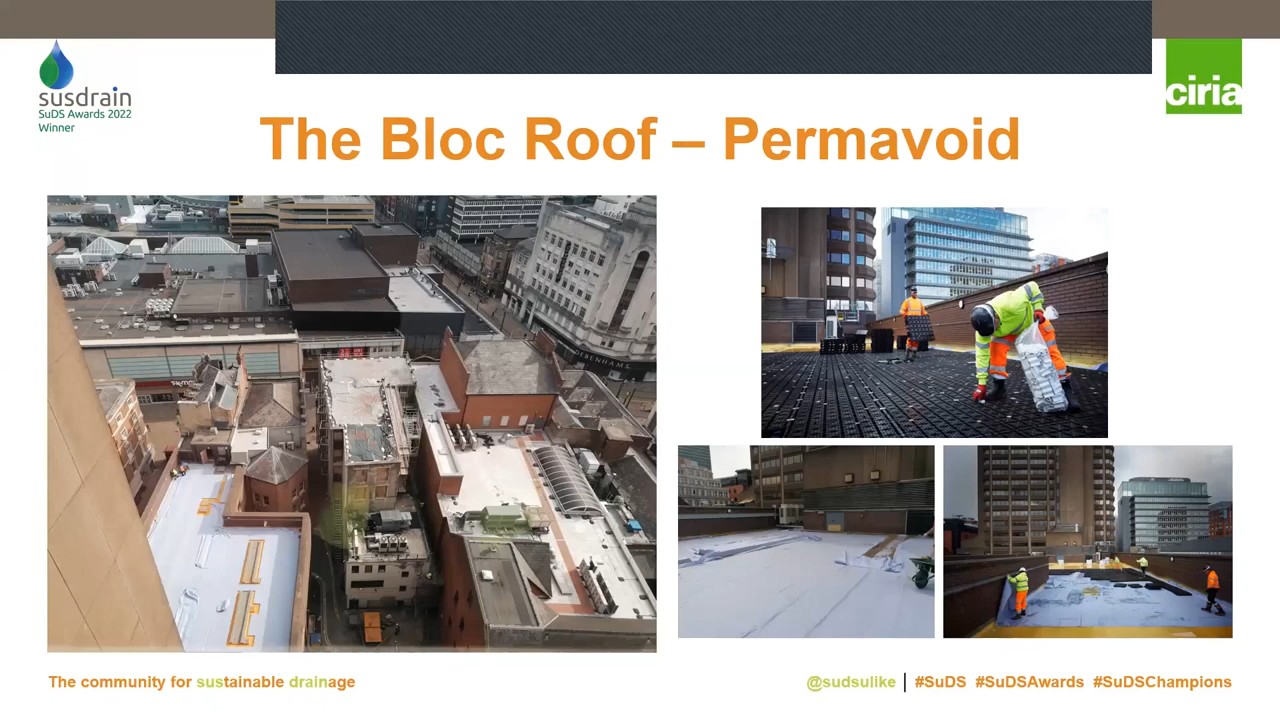 susdrain
SuDS Awards 2022
Winner
ciria
The Bloc Roof – Permavoid
DEBENHAMS
The community for sustainable drainage
@sudsulike | #SuDS #SuDSAwards #SuDSChampions